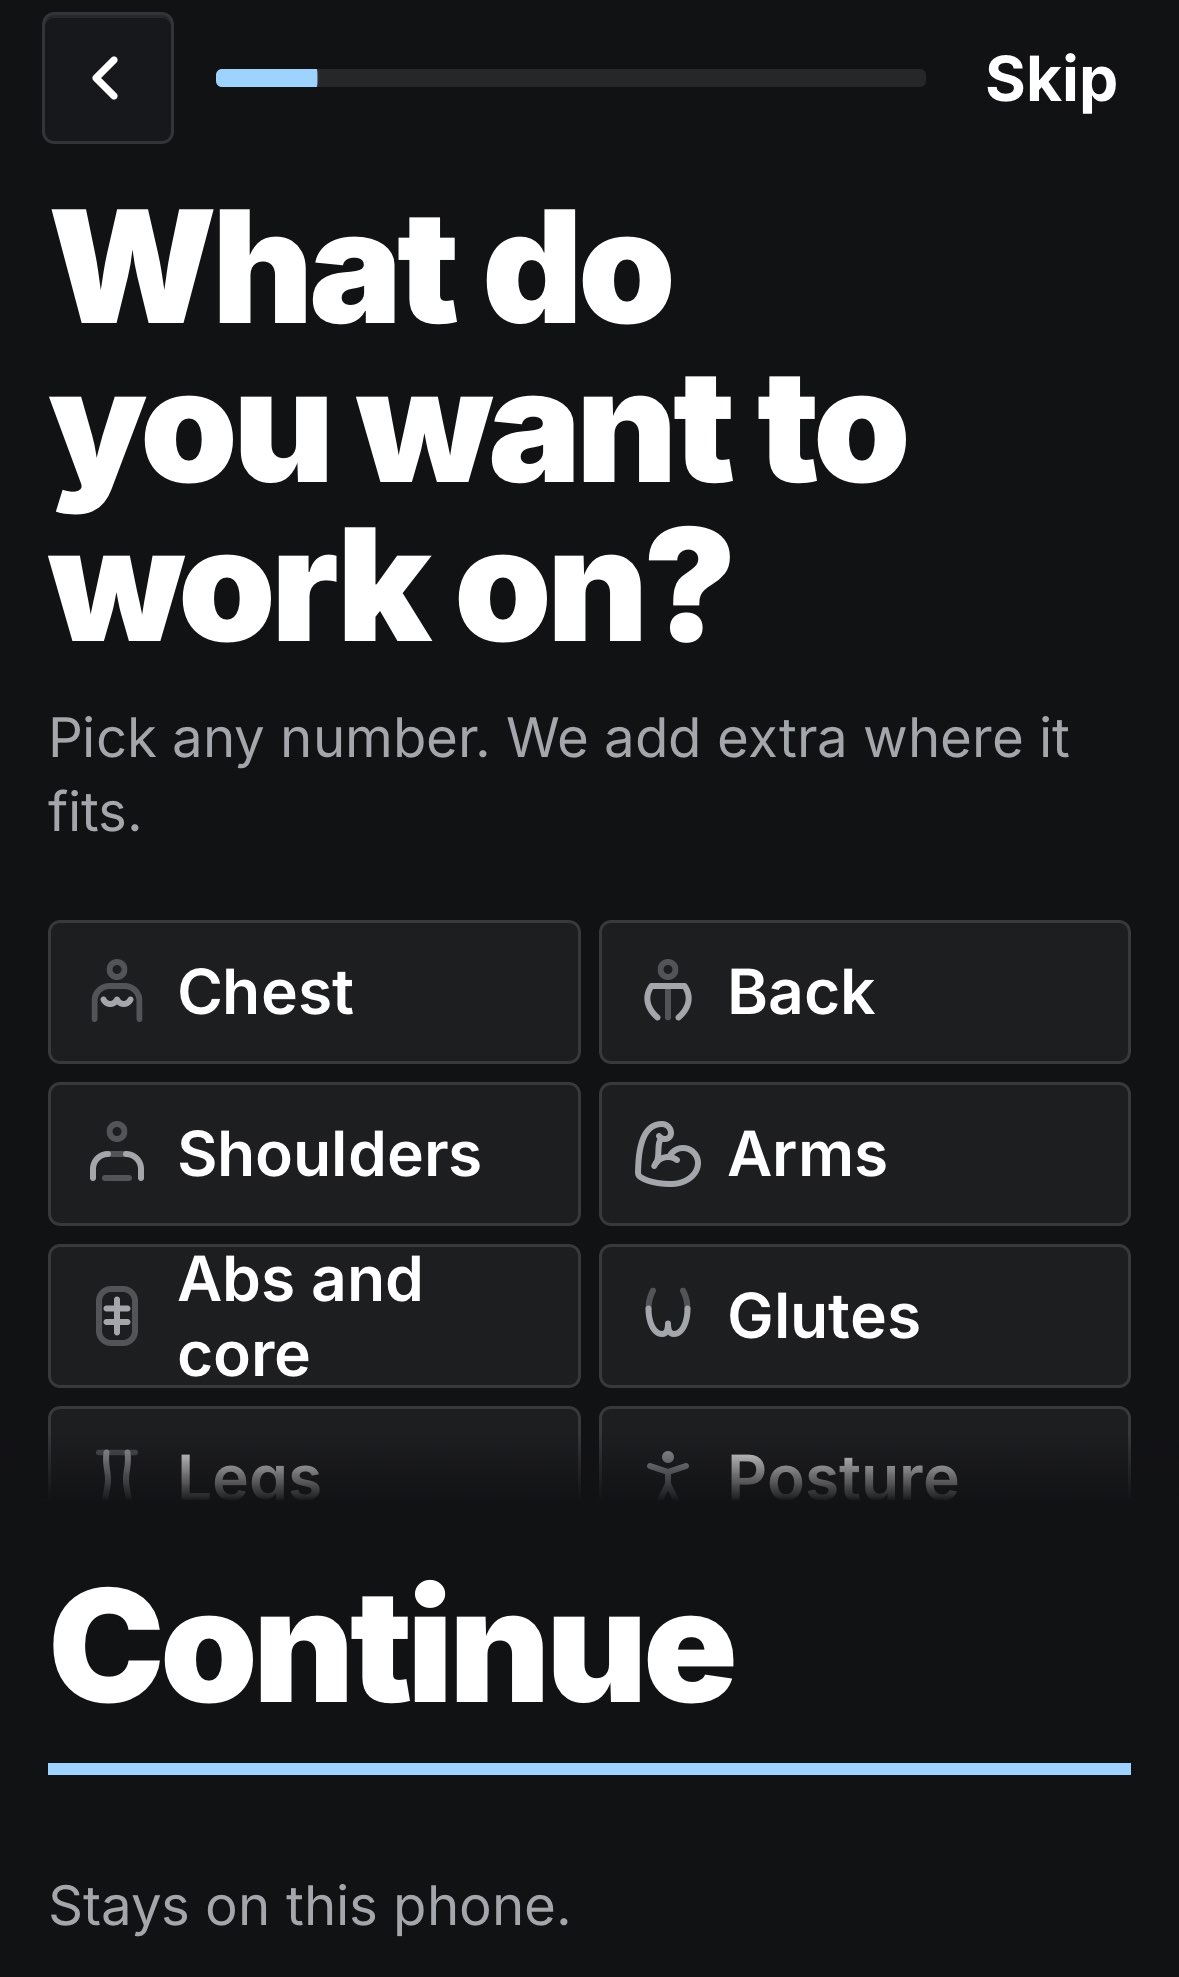 Skip
What do
you want to
work on?
Pick any number. We add extra where it
fits.
Chest
Back
Shoulders
Arms
Abs and
core
Glutes
Legs
Posture
Continue
Stays on this phone.